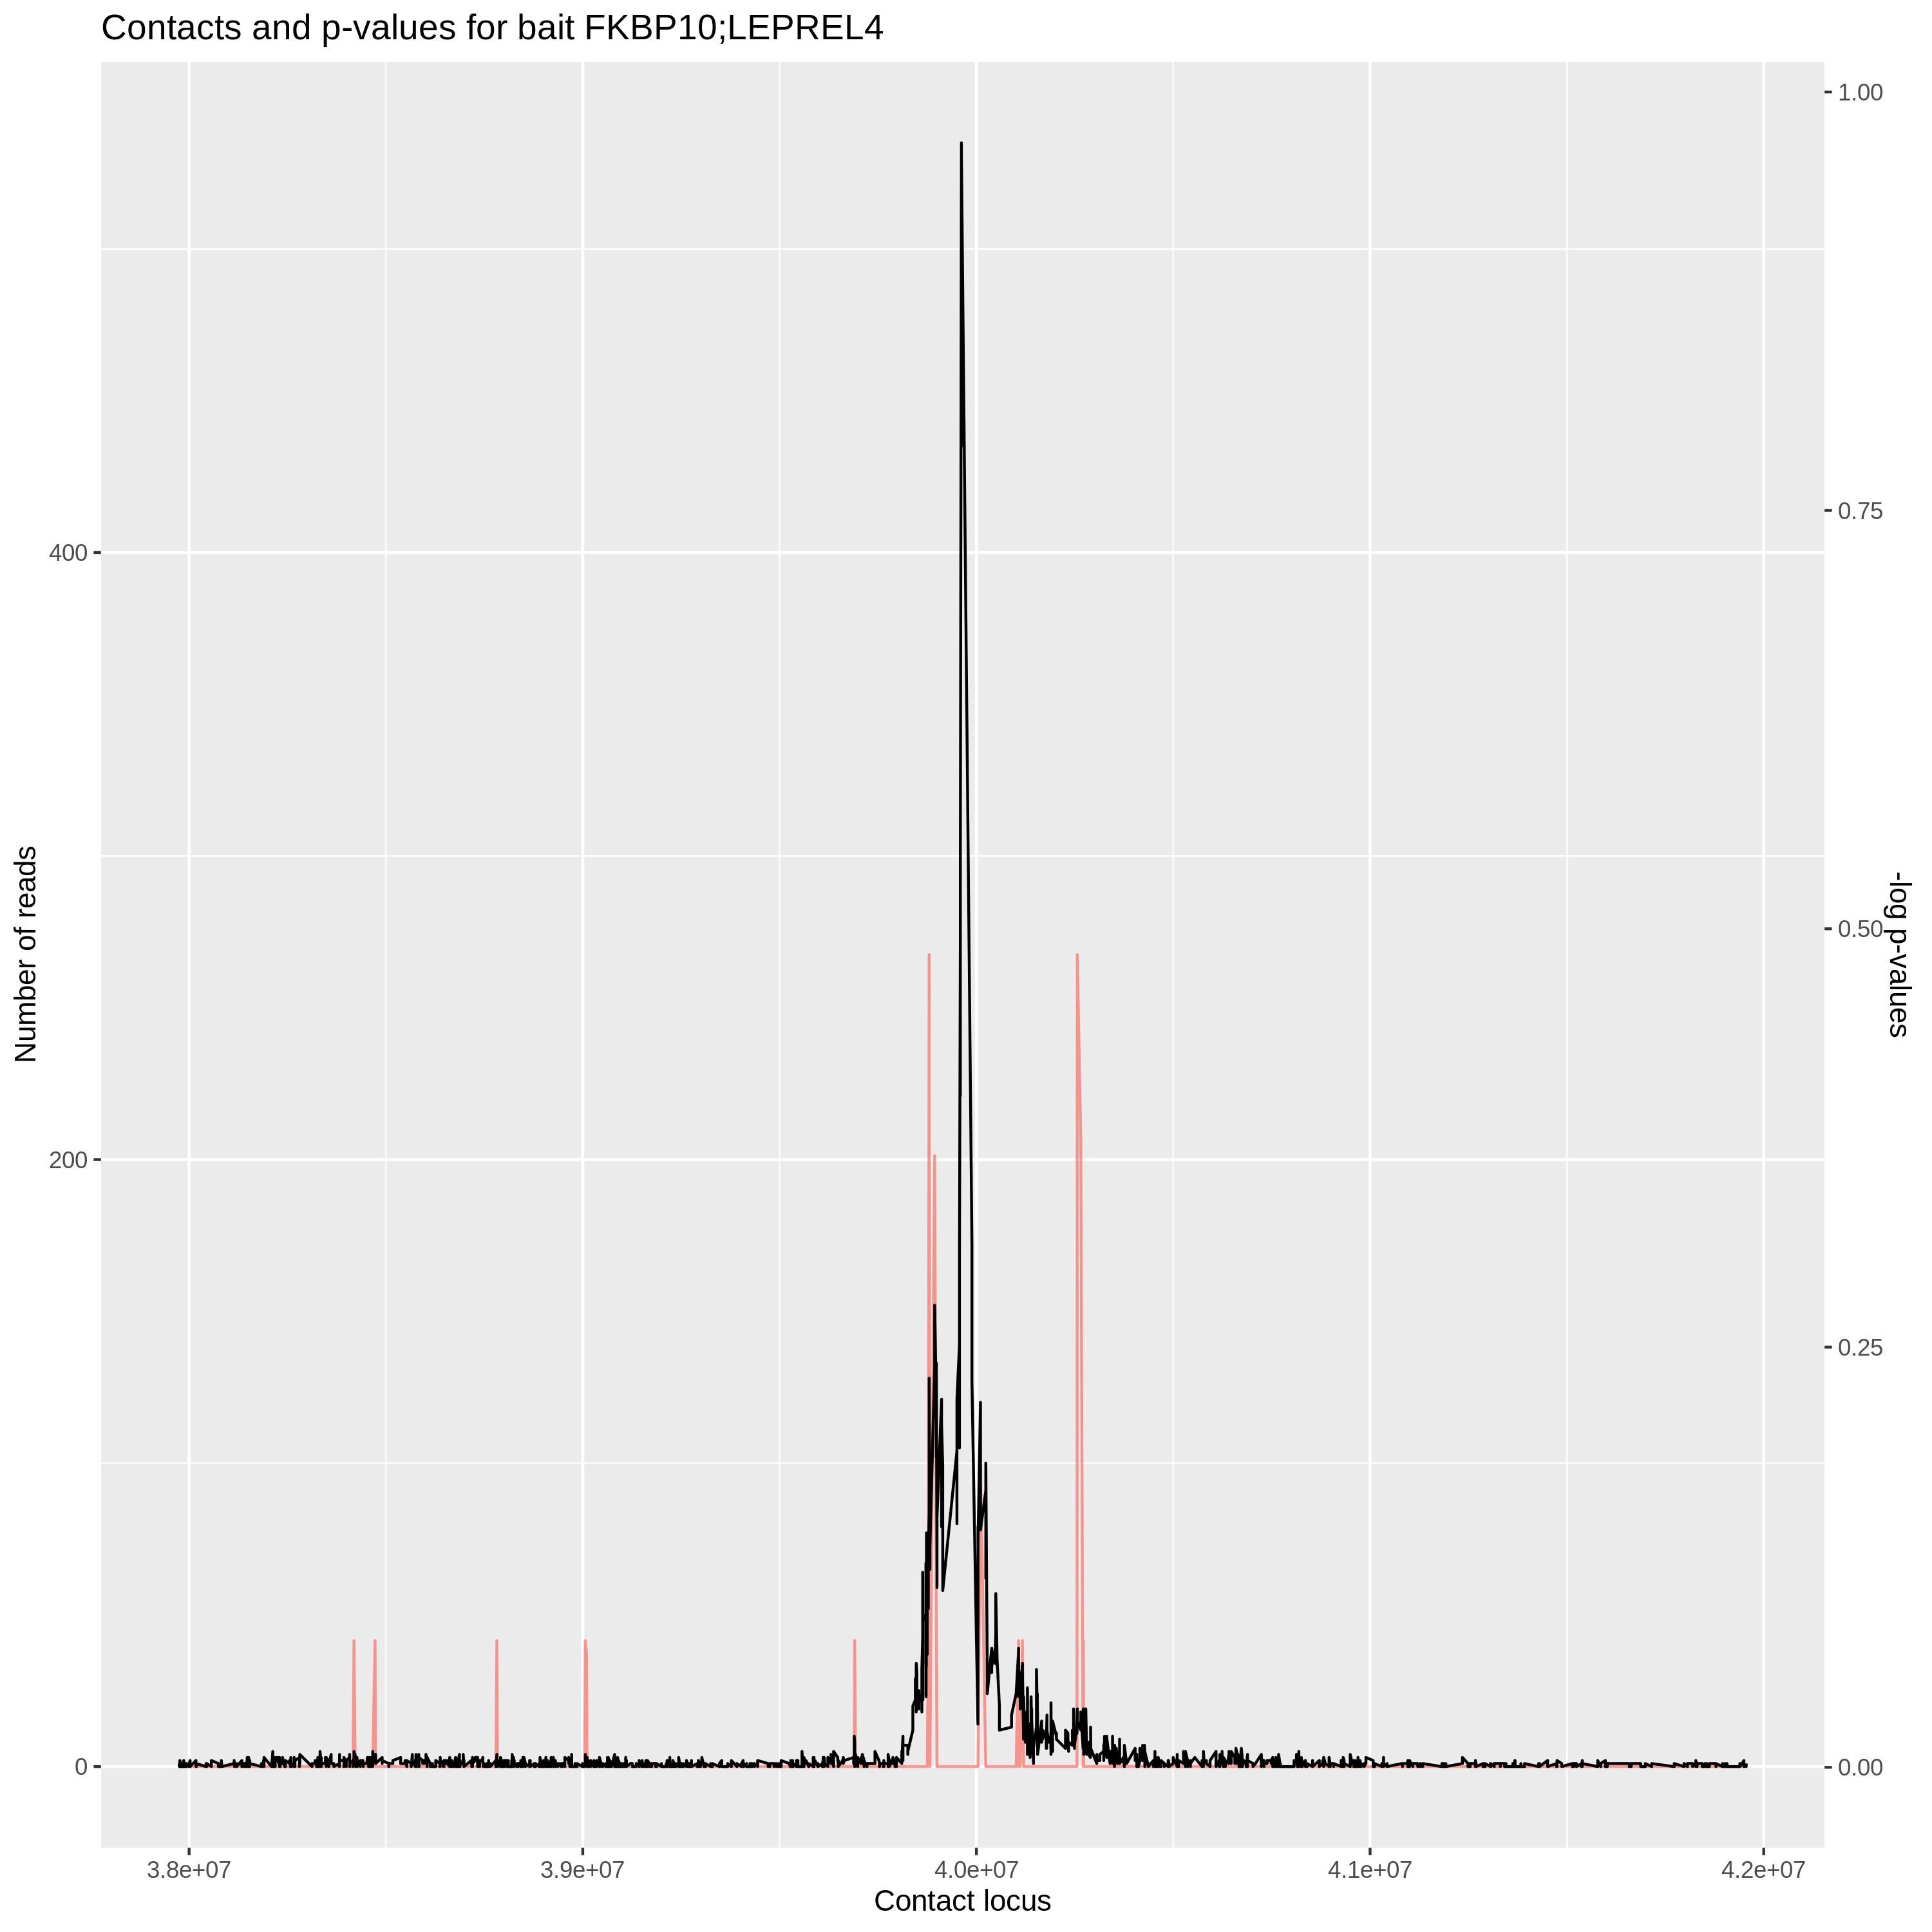 Contacts and p-values for bait FKBP10;LEPREL4
1.00
0.75
400
Number of reads
-log p-values
0.50
200
0.25
0
0.00
3.8e+07
3.9e+07
4.0e+07
4.1e+07
4.2e+07
Contact locus